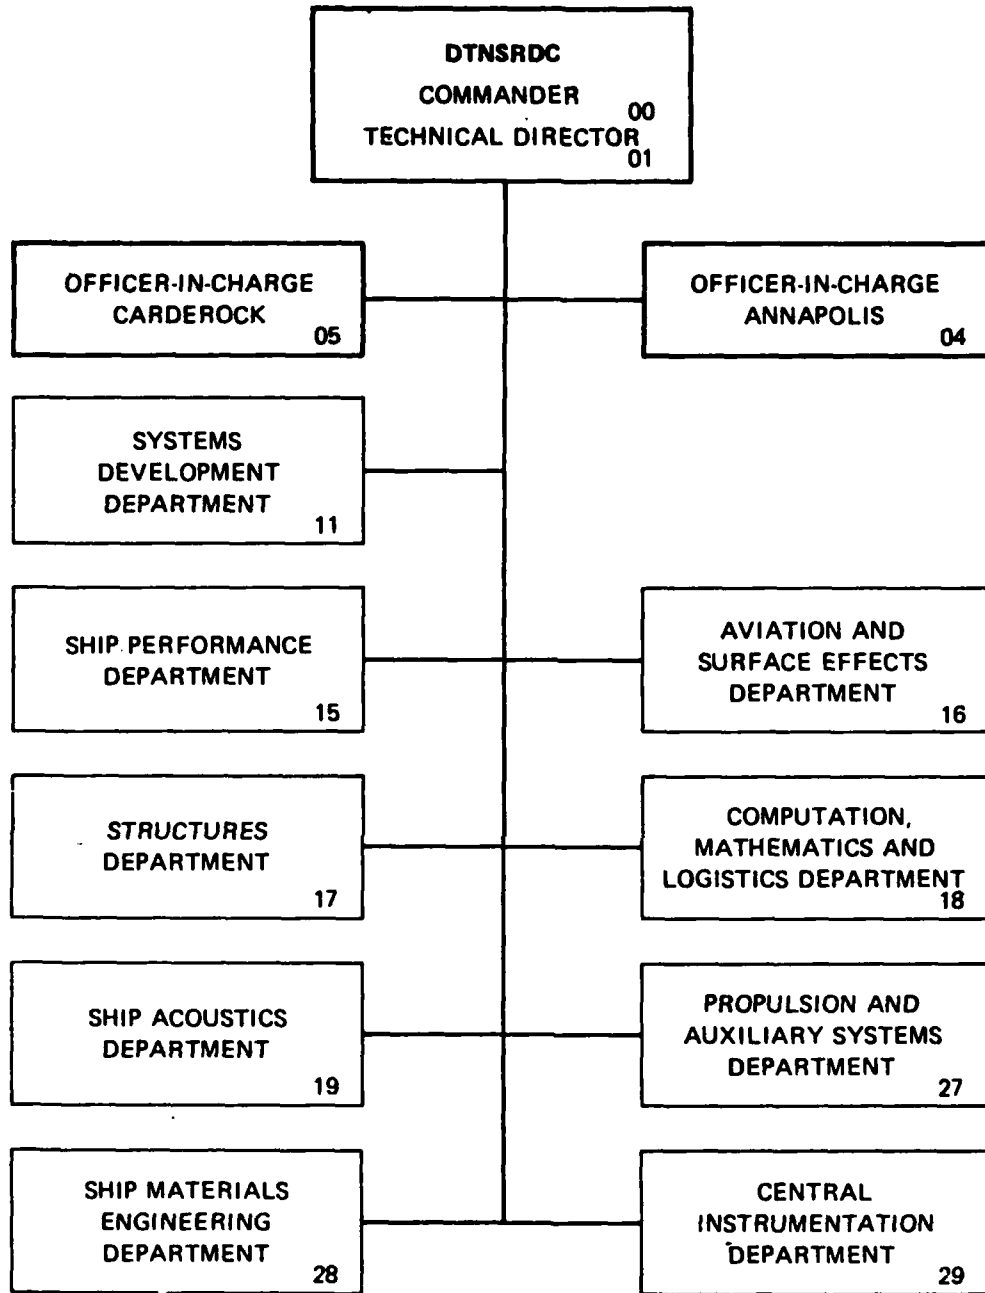 DTNSRDC
COMMANDER
00
TECHNICAL DIRECTOR
01
OFFICER-IN-CHARGE
CARDEROCK
05
OFFICER-IN-CHARGE
ANNAPOLIS
04
SYSTEMS
DEVELOPMENT
DEPARTMENT
11
SHIP PERFORMANCE
DEPARTMENT
15
AVIATION AND
SURFACE EFFECTS
DEPARTMENT
16
STRUCTURES
DEPARTMENT
17
COMPUTATION,
MATHEMATICS AND
LOGISTICS DEPARTMENT
18
SHIP ACOUSTICS
DEPARTMENT
19
PROPULSION AND
AUXILIARY SYSTEMS
DEPARTMENT
27
SHIP MATERIALS
ENGINEERING
DEPARTMENT
28
CENTRAL
INSTRUMENTATION
DEPARTMENT
29